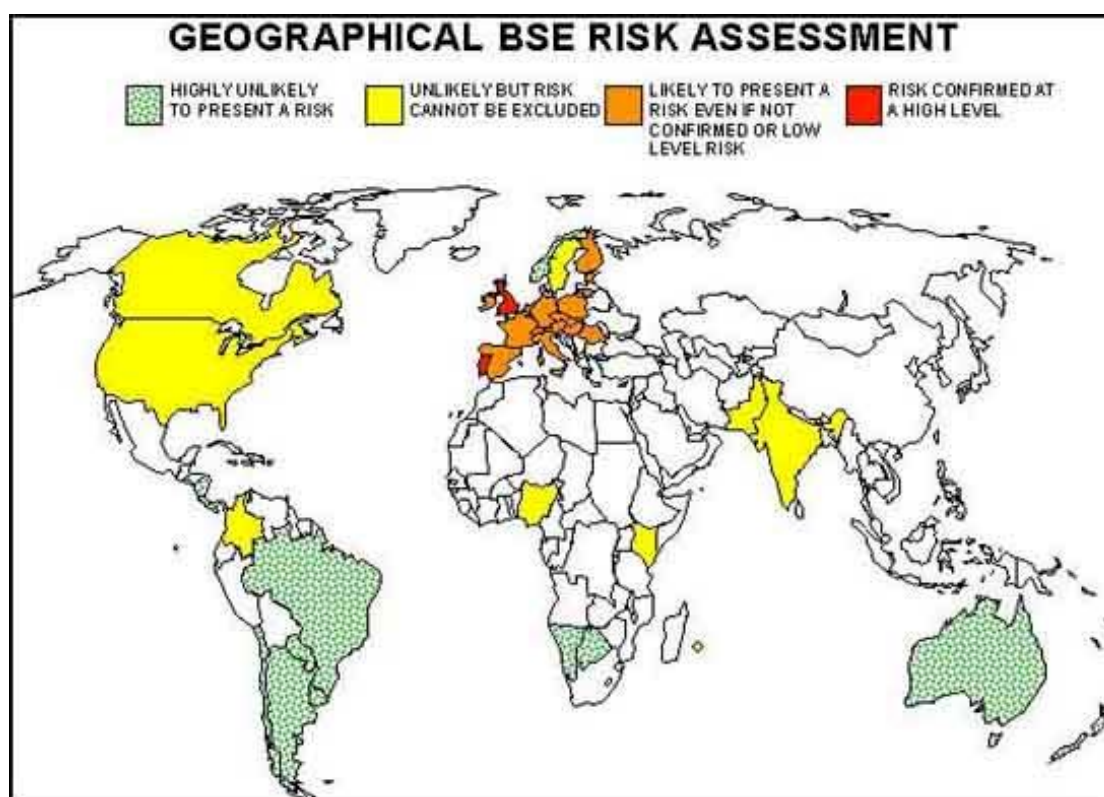 GEOGRAPHICAL BSE RISK ASSESSMENT
HIGHLY UNLIKELY
TO PRESENT A RISK
UNLIKELY BUT RISK
CANNOT BE EXCLUDED
LIKELY TO PRESENT A
RISK EVEN IF NOT
CONFIRMED OR LOW
LEVEL RISK
RISK CONFIRMED AT
A HIGH LEVEL